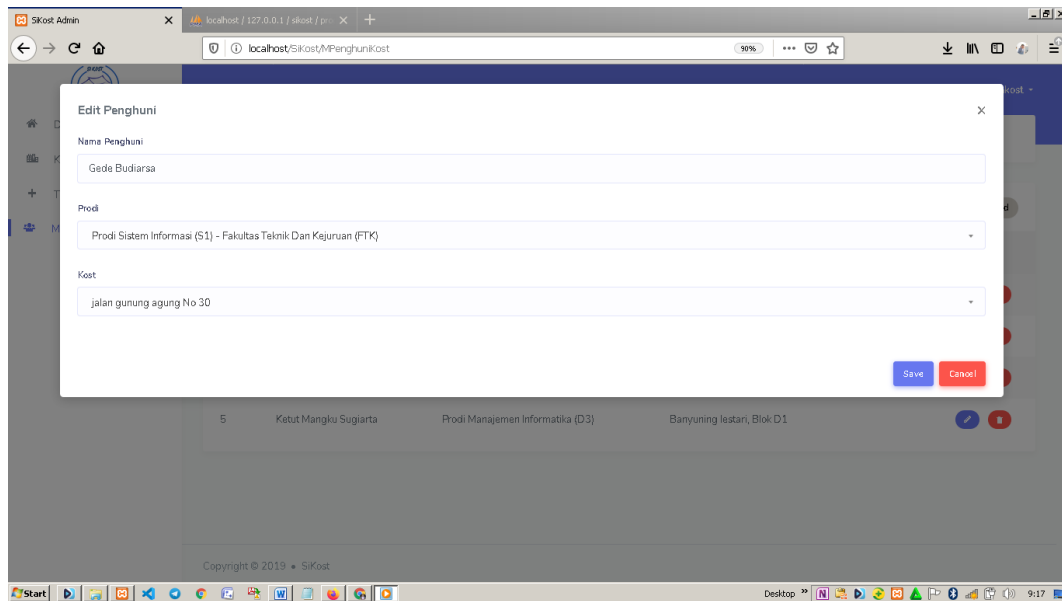 SiKost Admin
localhost / 127.0.0.1 / sikost / pro
localhost/SiKost/MPenghuniKost
90%
Edit Penghuni
Nama Penghuni
Gede Budiarsa
Prodi
Prodi Sistem Informasi (S1) - Fakultas Teknik Dan Kejuruan (FTK)
Kost
jalan gunung agung No 30
Save Cancel
5 Ketut Mangku Sugiarta Prodi Manajemen Informatika (D3) Banyuning lestari, Blok D1
Copyright © 2019 • SiKost
Start Desktop » 9:17